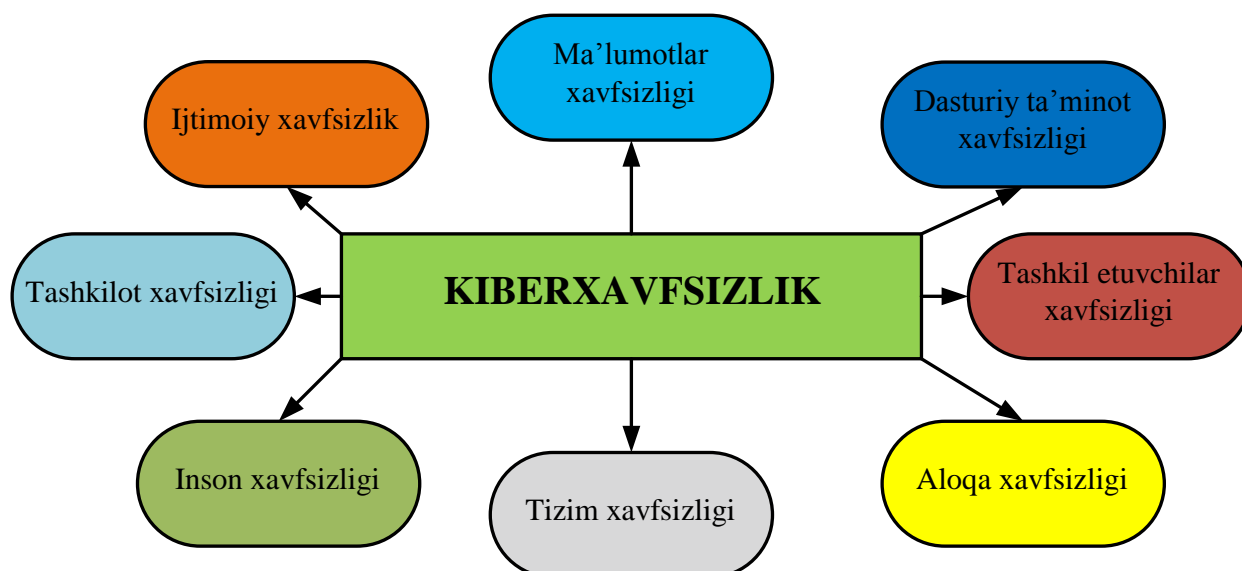 Ma’lumotlar
xavfsizligi
Ijtimoiy xavfsizlik
Dasturiy ta’minot
xavfsizligi
Tashkilot xavfsizligi
KIBERXAVFSIZLIK
Tashkil etuvchilar
xavfsizligi
Inson xavfsizligi
Tizim xavfsizligi
Aloqa xavfsizligi